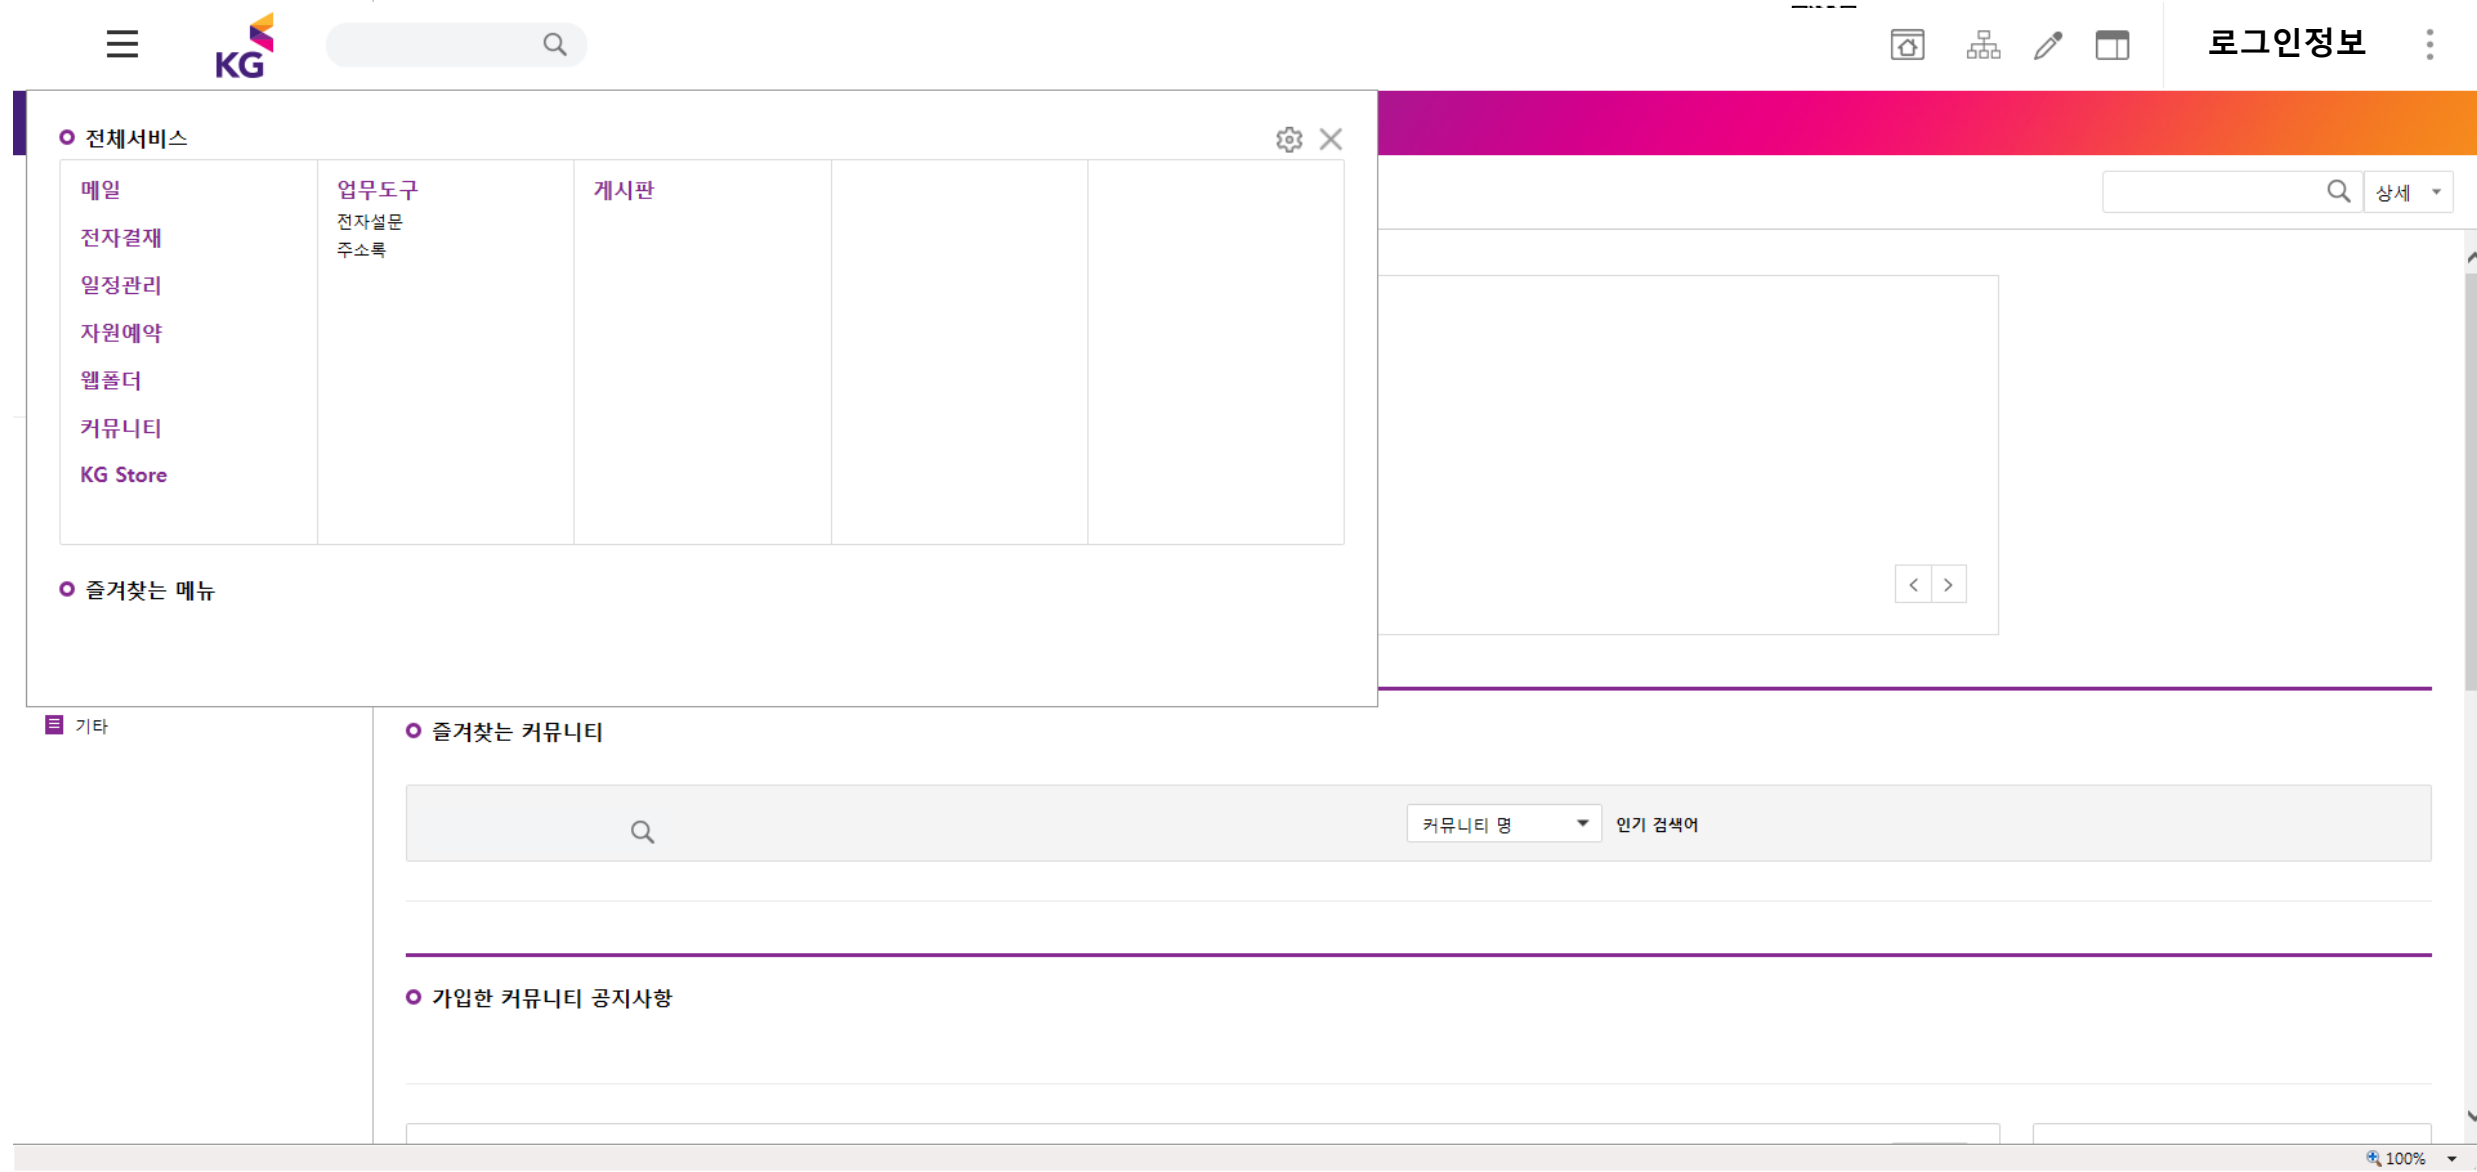 KG
로그인정보
전체서비스
메일
업무도구
게시판
전자설문
전자결재
주소록
일정관리
자원예약
웹폴더
커뮤니티
KG Store
상세
즐겨찾는 메뉴
기타
즐겨찾는 커뮤니티
커뮤니티 명
인기 검색어
가입한 커뮤니티 공지사항
100%